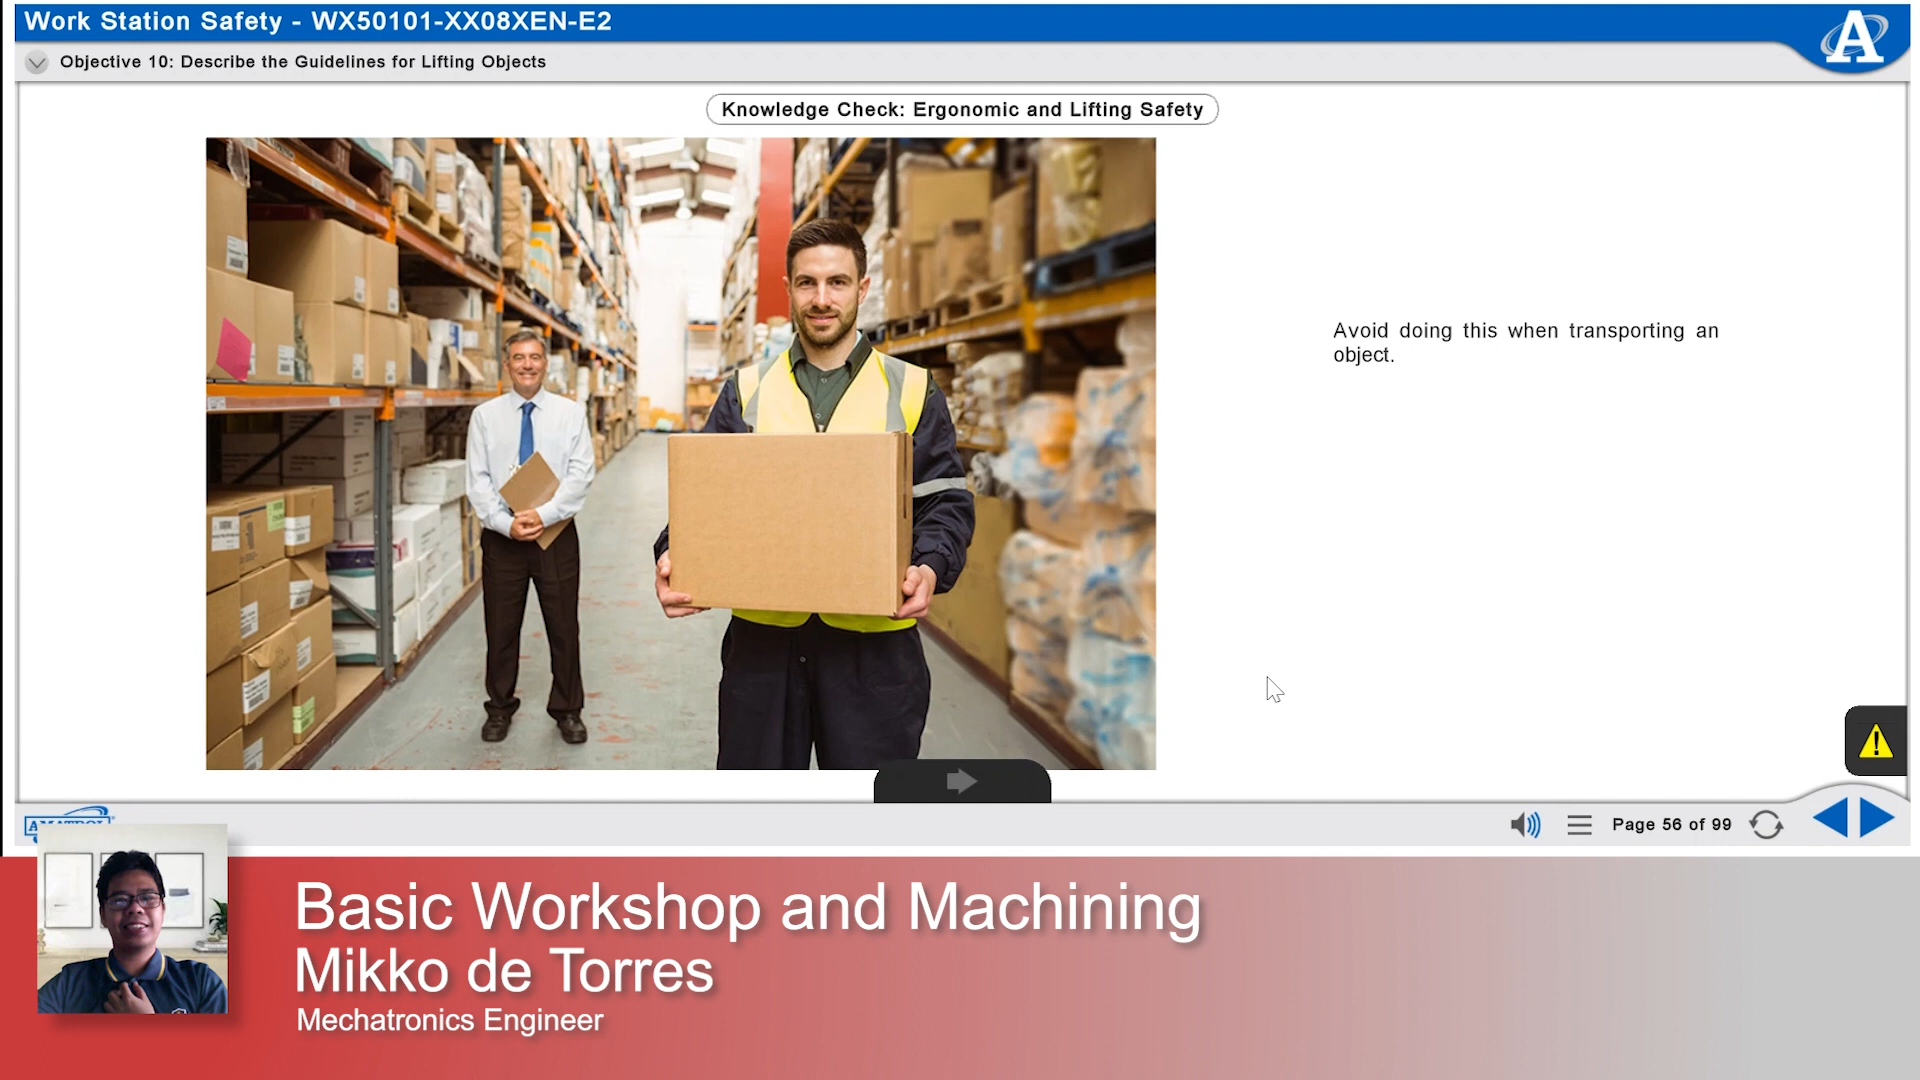 Work Station Safety - WX50101-XX08XEN-E2
Objective 10: Describe the Guidelines for Lifting Objects
A
Knowledge Check: Ergonomic and Lifting Safety
Avoid doing this when transporting an
object.
AMATROL
Page 56 of 99
Basic Workshop and Machining
Mikko de Torres
Mechatronics Engineer